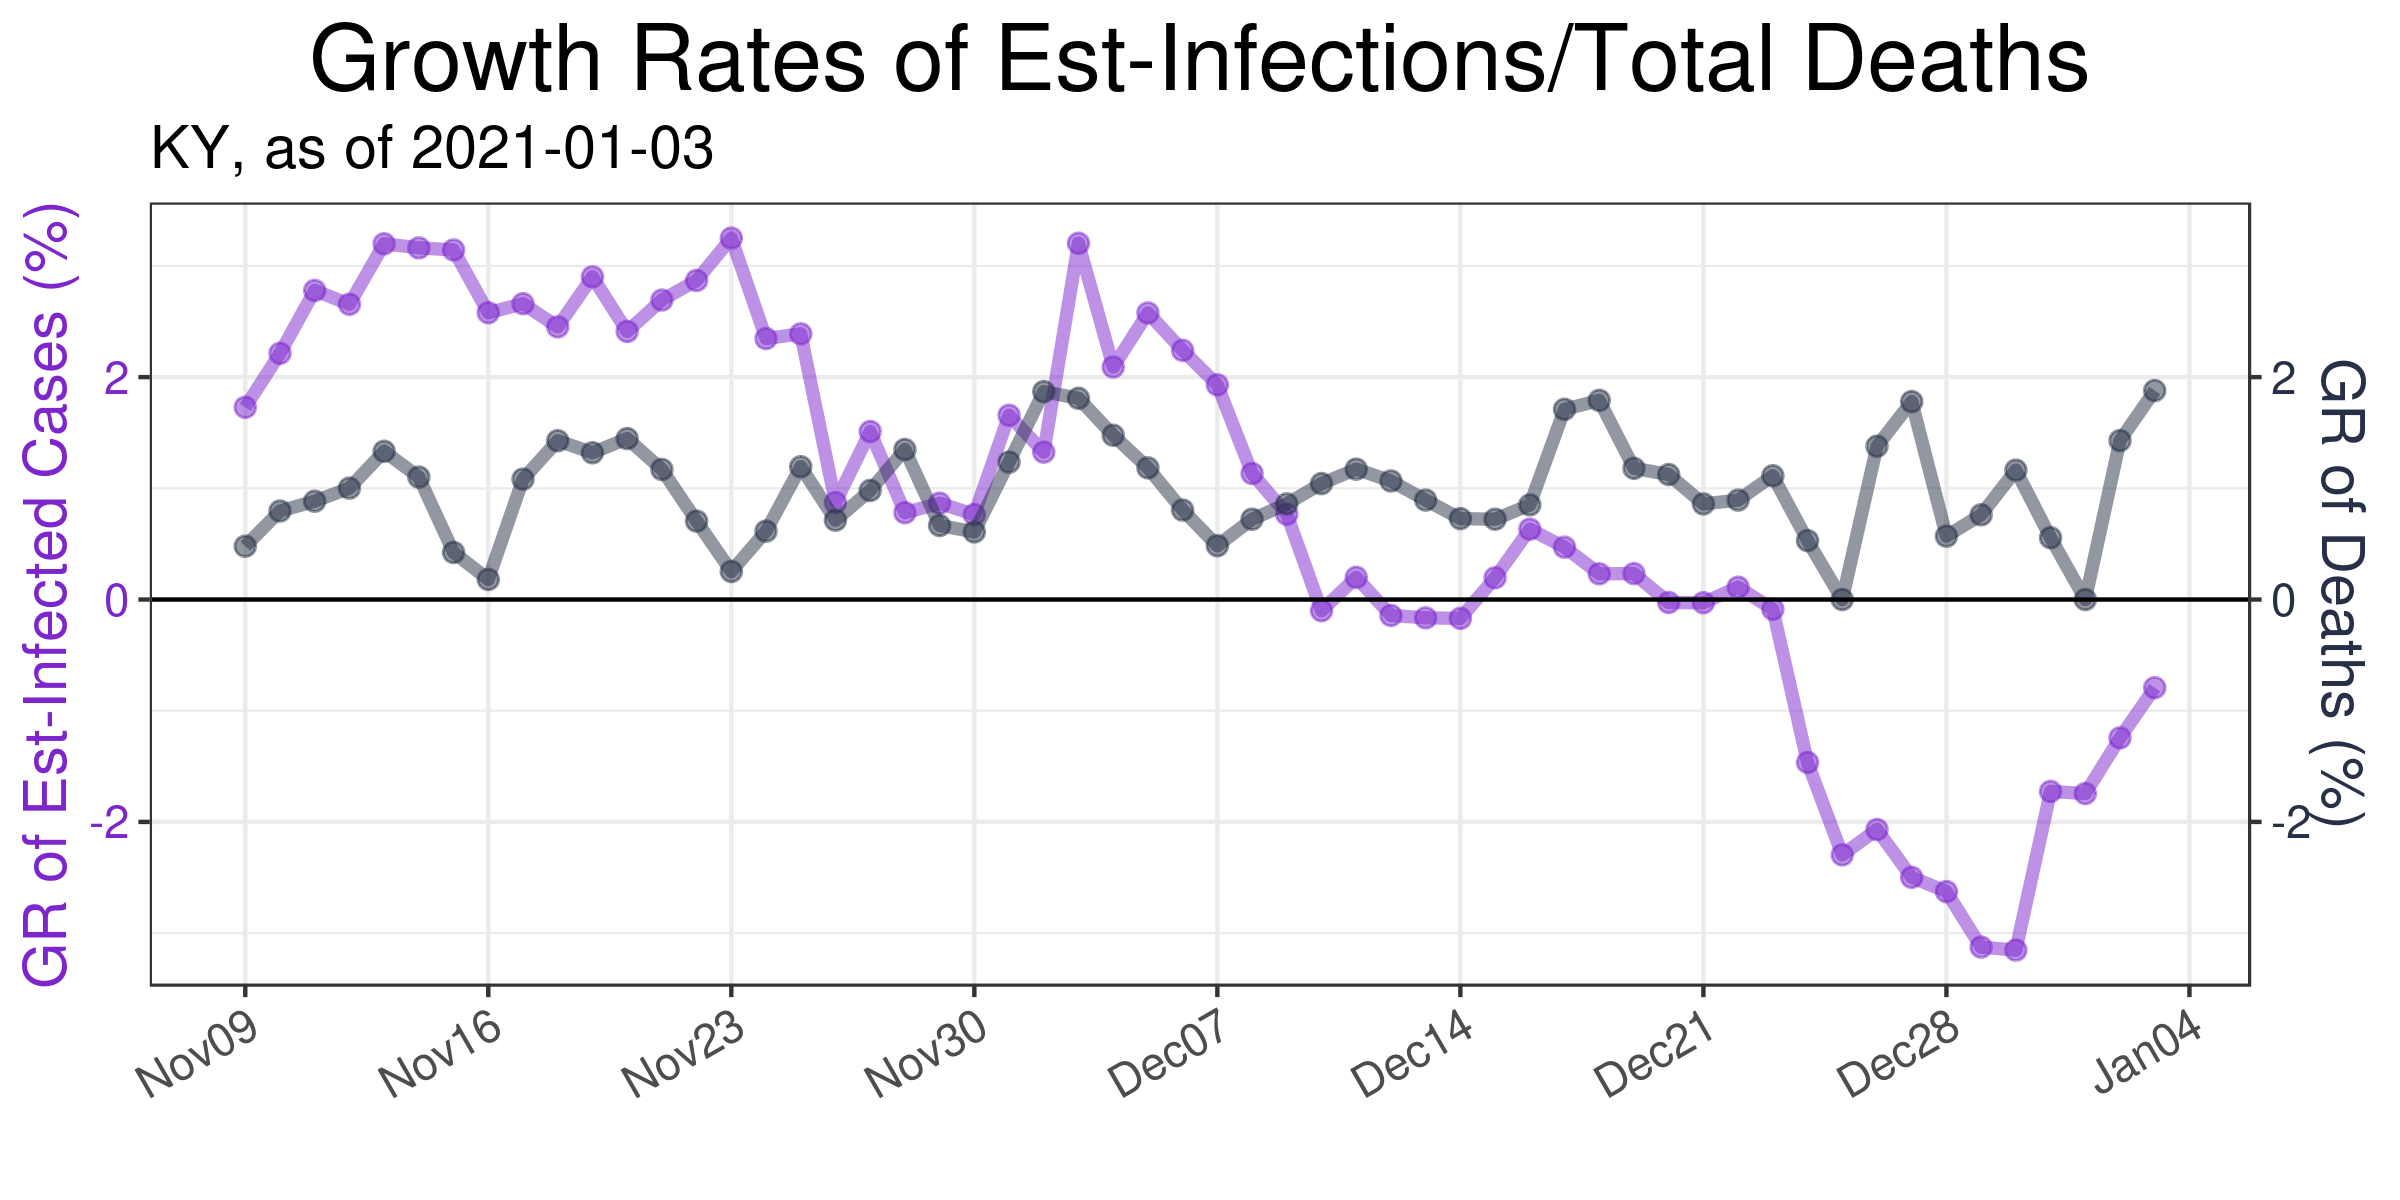 Growth Rates of Est-Infections/Total Deaths
KY, as of 2021-01-03
GR of Est-Infected Cases (%)
2
0
-2
2
0
-2
GR of Deaths (%)
Nov09
Nov16
Nov23
Nov30
Dec07
Dec14
Dec21
Dec28
Jan04